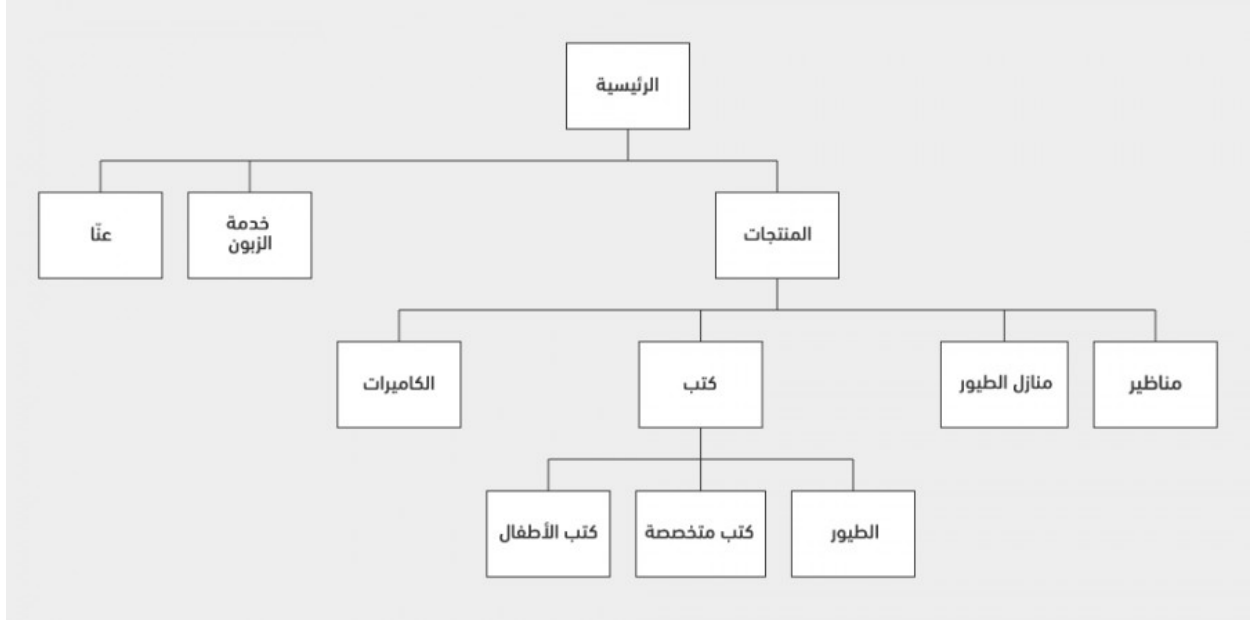 الرئيسية
المنتجات
خدمة
الزبون
عنّا
مناظير
منازل الطيور
كتب
الكاميرات
الطيور
كتب متخصصة
كتب الأطفال